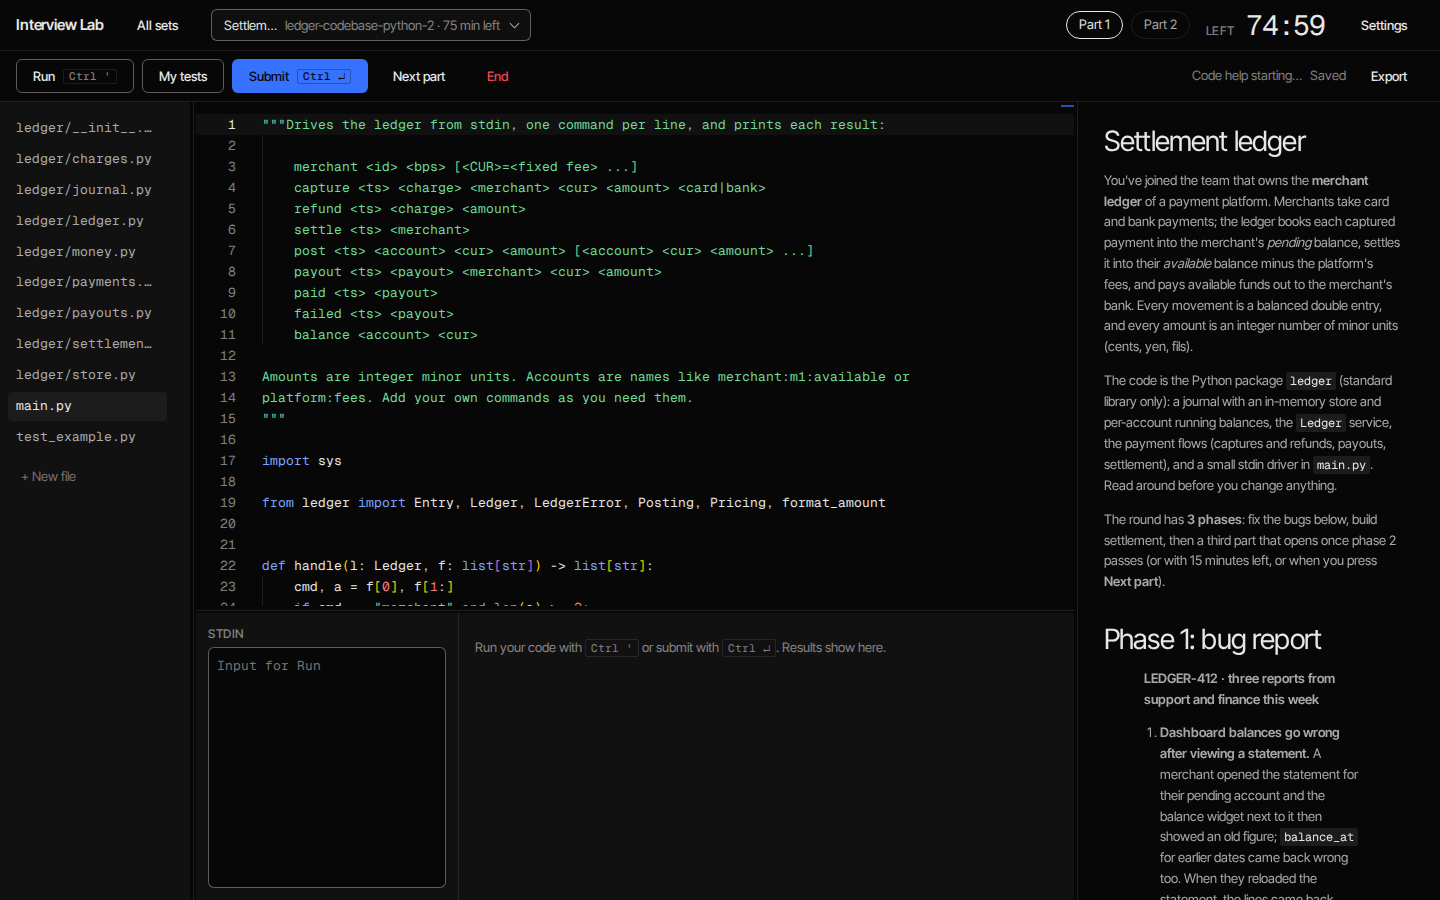 Interview Lab
All sets
Settlem... ledger-codebase-python-2 · 75 min left
Part 1
Part 2
LEFT 74:59
Settings
Run Ctrl '
My tests
Submit Ctrl ↵
Next part
End
Code help starting... Saved
Export
ledger/__init__.…
ledger/charges.py
ledger/journal.py
ledger/ledger.py
ledger/money.py
ledger/payments.…
ledger/payouts.py
ledger/settlemen…
ledger/store.py
main.py
test_example.py
+ New file
1 """Drives the ledger from stdin, one command per line, and prints each result:
2
3 merchant <id> <bps> [<CUR>=<fixed fee> ...]
4 capture <ts> <charge> <merchant> <cur> <amount> <card|bank>
5 refund <ts> <charge> <amount>
6 settle <ts> <merchant>
7 post <ts> <account> <cur> <amount> [<account> <cur> <amount> ...]
8 payout <ts> <payout> <merchant> <cur> <amount>
9 paid <ts> <payout>
10 failed <ts> <payout>
11 balance <account> <cur>
12
13 Amounts are integer minor units. Accounts are names like merchant:m1:available or
14 platform:fees. Add your own commands as you need them.
15 """
16
17 import sys
18
19 from ledger import Entry, Ledger, LedgerError, Posting, Pricing, format_amount
20
21
22 def handle(l: Ledger, f: list[str]) -> list[str]:
23 cmd, a = f[0], f[1:]
STDIN
Input for Run
Run your code with Ctrl ' or submit with Ctrl ↵. Results show here.
Settlement ledger
You've joined the team that owns the merchant
ledger of a payment platform. Merchants take card
and bank payments; the ledger books each captured
payment into the merchant's pending balance, settles
it into their available balance minus the platform's
fees, and pays available funds out to the merchant's
bank. Every movement is a balanced double entry,
and every amount is an integer number of minor units
(cents, yen, fils).
The code is the Python package ledger (standard
library only): a journal with an in-memory store and
per-account running balances, the Ledger service,
the payment flows (captures and refunds, payouts,
settlement), and a small stdin driver in main.py.
Read around before you change anything.
The round has 3 phases: fix the bugs below, build
settlement, then a third part that opens once phase 2
passes (or with 15 minutes left, or when you press
Next part).
Phase 1: bug report
LEDGER-412 · three reports from
support and finance this week
1. Dashboard balances go wrong
after viewing a statement. A
merchant opened the statement for
their pending account and the
balance widget next to it then
showed an old figure; balance_at
for earlier dates came back wrong
too. When they reloaded the
statement, the lines came back